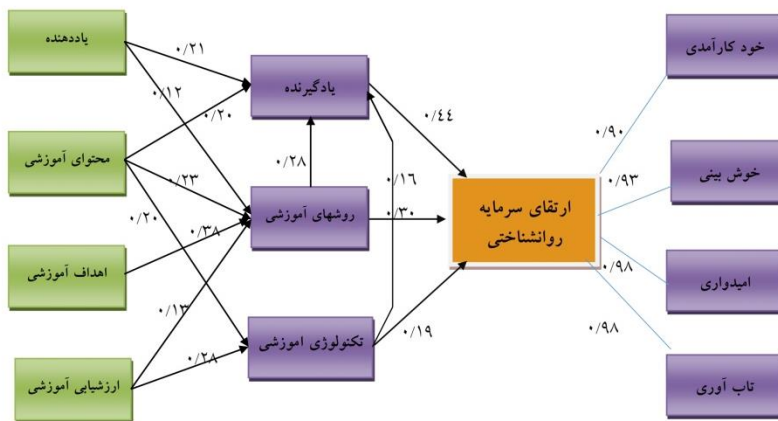 یاددهنده
محتوای آموزشی
اهداف آموزشی
ارزشیابی آموزشی
۰/۲۱
۰/۱۲
۰/۲۰
۰/۲۳
۰/۲۰
۰/۳۸
۰/۱۳
۰/۲۸
یادگیرنده
۰/۲۸
روشهای آموزشی
تکنولوژی اموزشی
۰/۴۴
۰/۱۶
۰/۳۰
۰/۱۹
ارتقای سرمایه
روانشناختی
۰/۹۰
۰/۹۳
۰/۹۸
۰/۹۸
خود کارآمدی
خوش بینی
امیدواری
تاب آوری